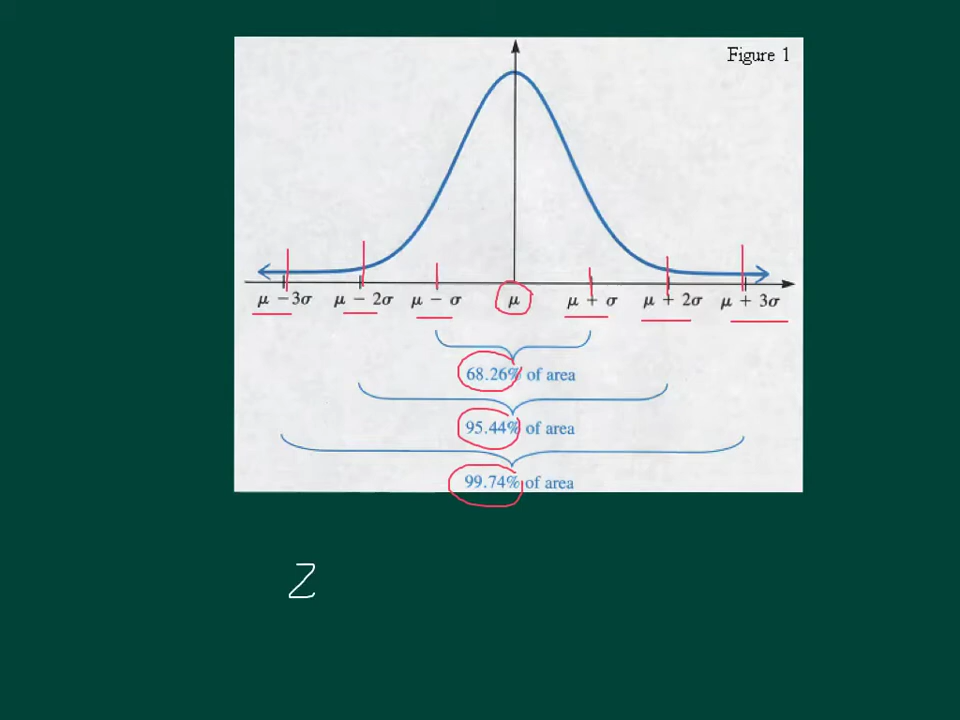 Figure 1
μ − 3σ μ − 2σ μ − σ μ μ + σ μ + 2σ μ + 3σ
68.26% of area
95.44% of area
99.74% of area
Z